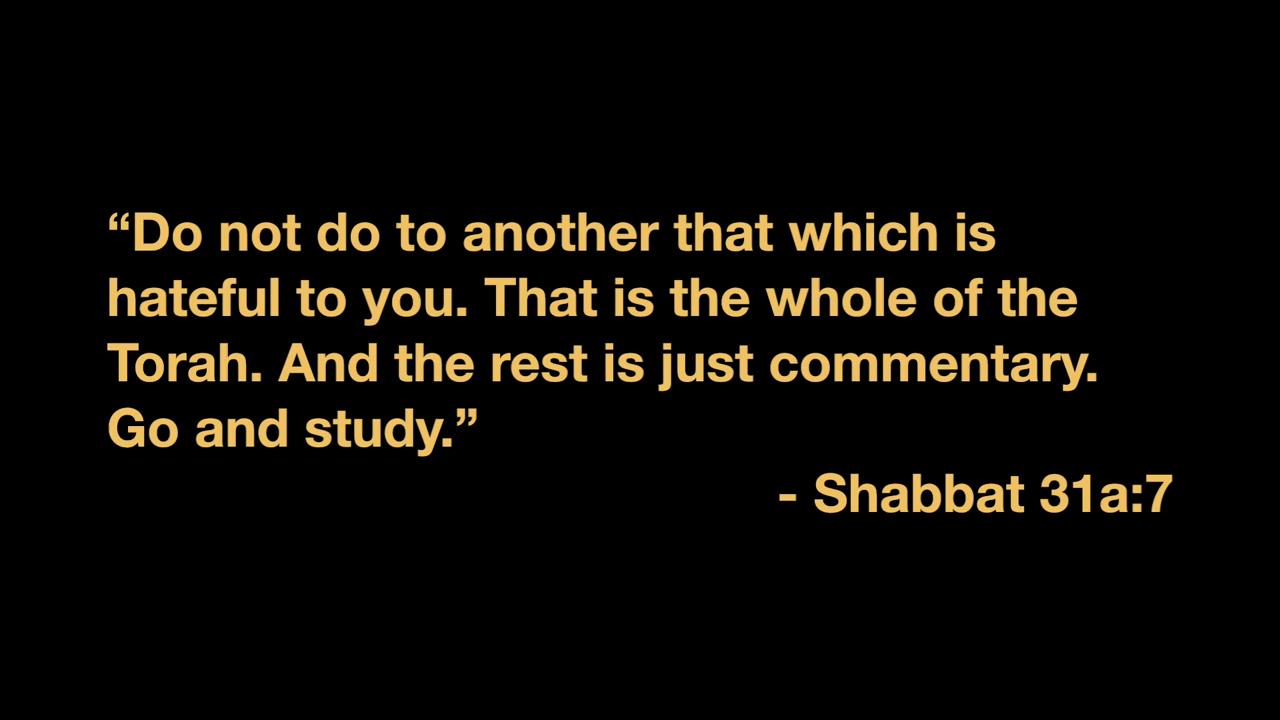 “Do not do to another that which is
hateful to you. That is the whole of the
Torah. And the rest is just commentary.
Go and study.”
- Shabbat 31a:7